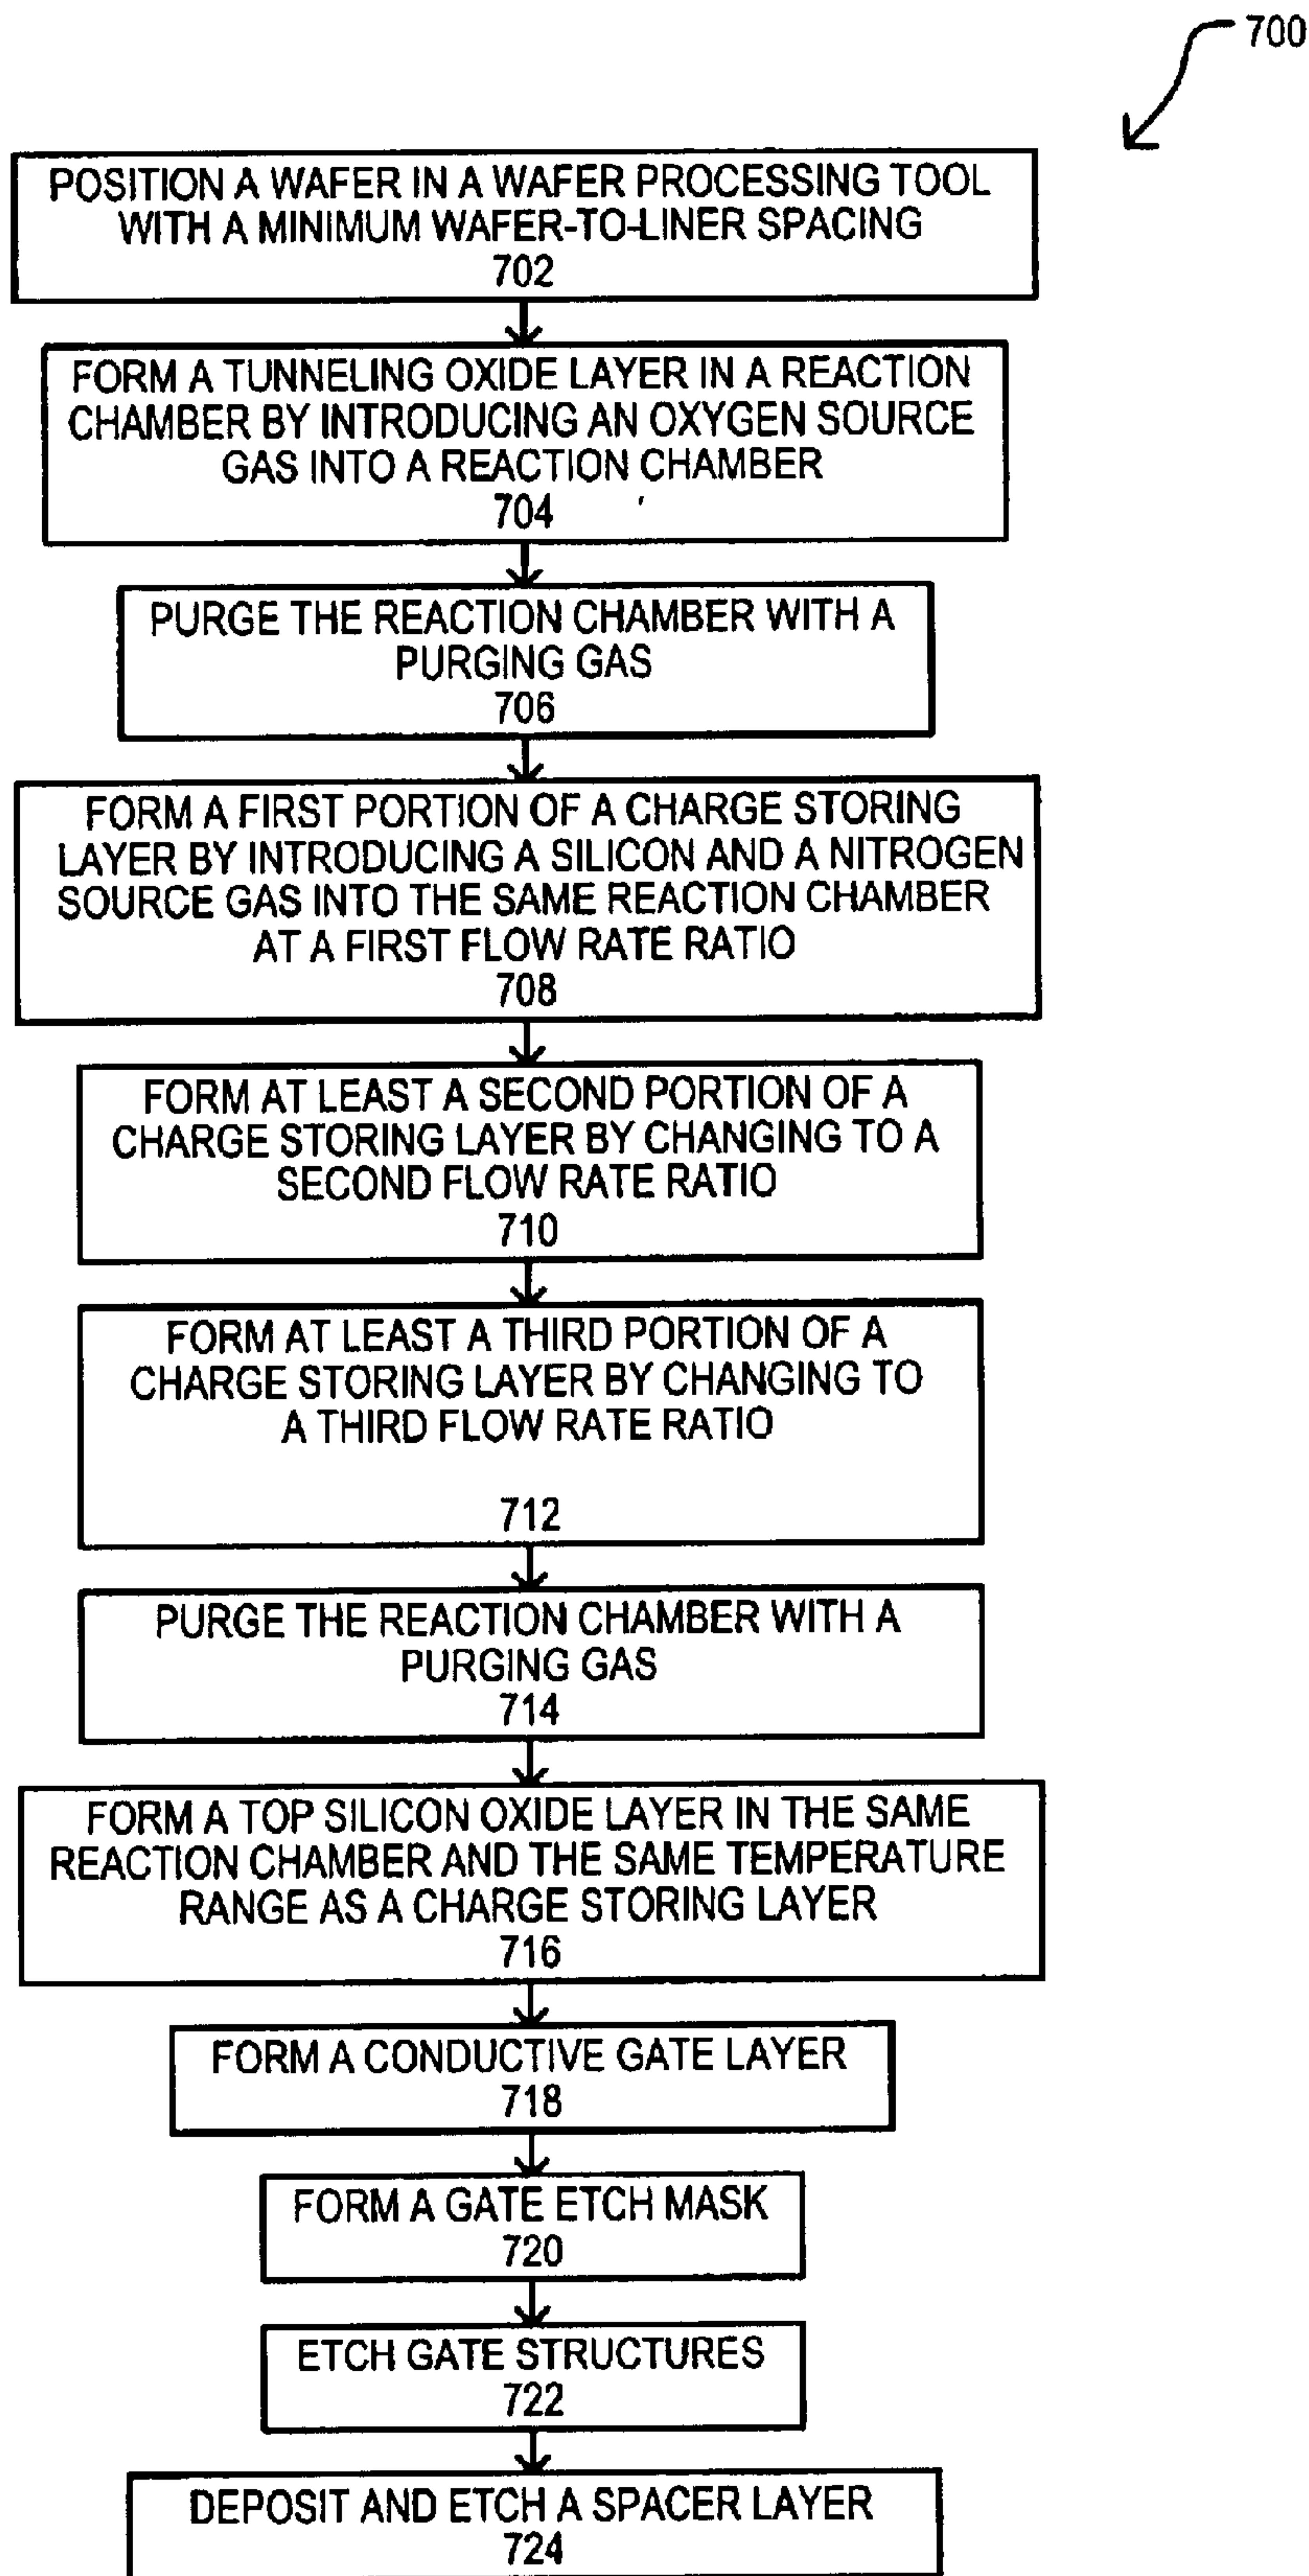 700
POSITION A WAFER IN A WAFER PROCESSING TOOL
WITH A MINIMUM WAFER-TO-LINER SPACING
702
FORM A TUNNELING OXIDE LAYER IN A REACTION
CHAMBER BY INTRODUCING AN OXYGEN SOURCE
GAS INTO A REACTION CHAMBER
704
PURGE THE REACTION CHAMBER WITH A
PURGING GAS
706
FORM A FIRST PORTION OF A CHARGE STORING
LAYER BY INTRODUCING A SILICON AND A NITROGEN
SOURCE GAS INTO THE SAME REACTION CHAMBER
AT A FIRST FLOW RATE RATIO
708
FORM AT LEAST A SECOND PORTION OF A
CHARGE STORING LAYER BY CHANGING TO A
SECOND FLOW RATE RATIO
710
FORM AT LEAST A THIRD PORTION OF A
CHARGE STORING LAYER BY CHANGING TO
A THIRD FLOW RATE RATIO
712
PURGE THE REACTION CHAMBER WITH A
PURGING GAS
714
FORM A TOP SILICON OXIDE LAYER IN THE SAME
REACTION CHAMBER AND THE SAME TEMPERATURE
RANGE AS A CHARGE STORING LAYER
716
FORM A CONDUCTIVE GATE LAYER
718
FORM A GATE ETCH MASK
720
ETCH GATE STRUCTURES
722
DEPOSIT AND ETCH A SPACER LAYER
724